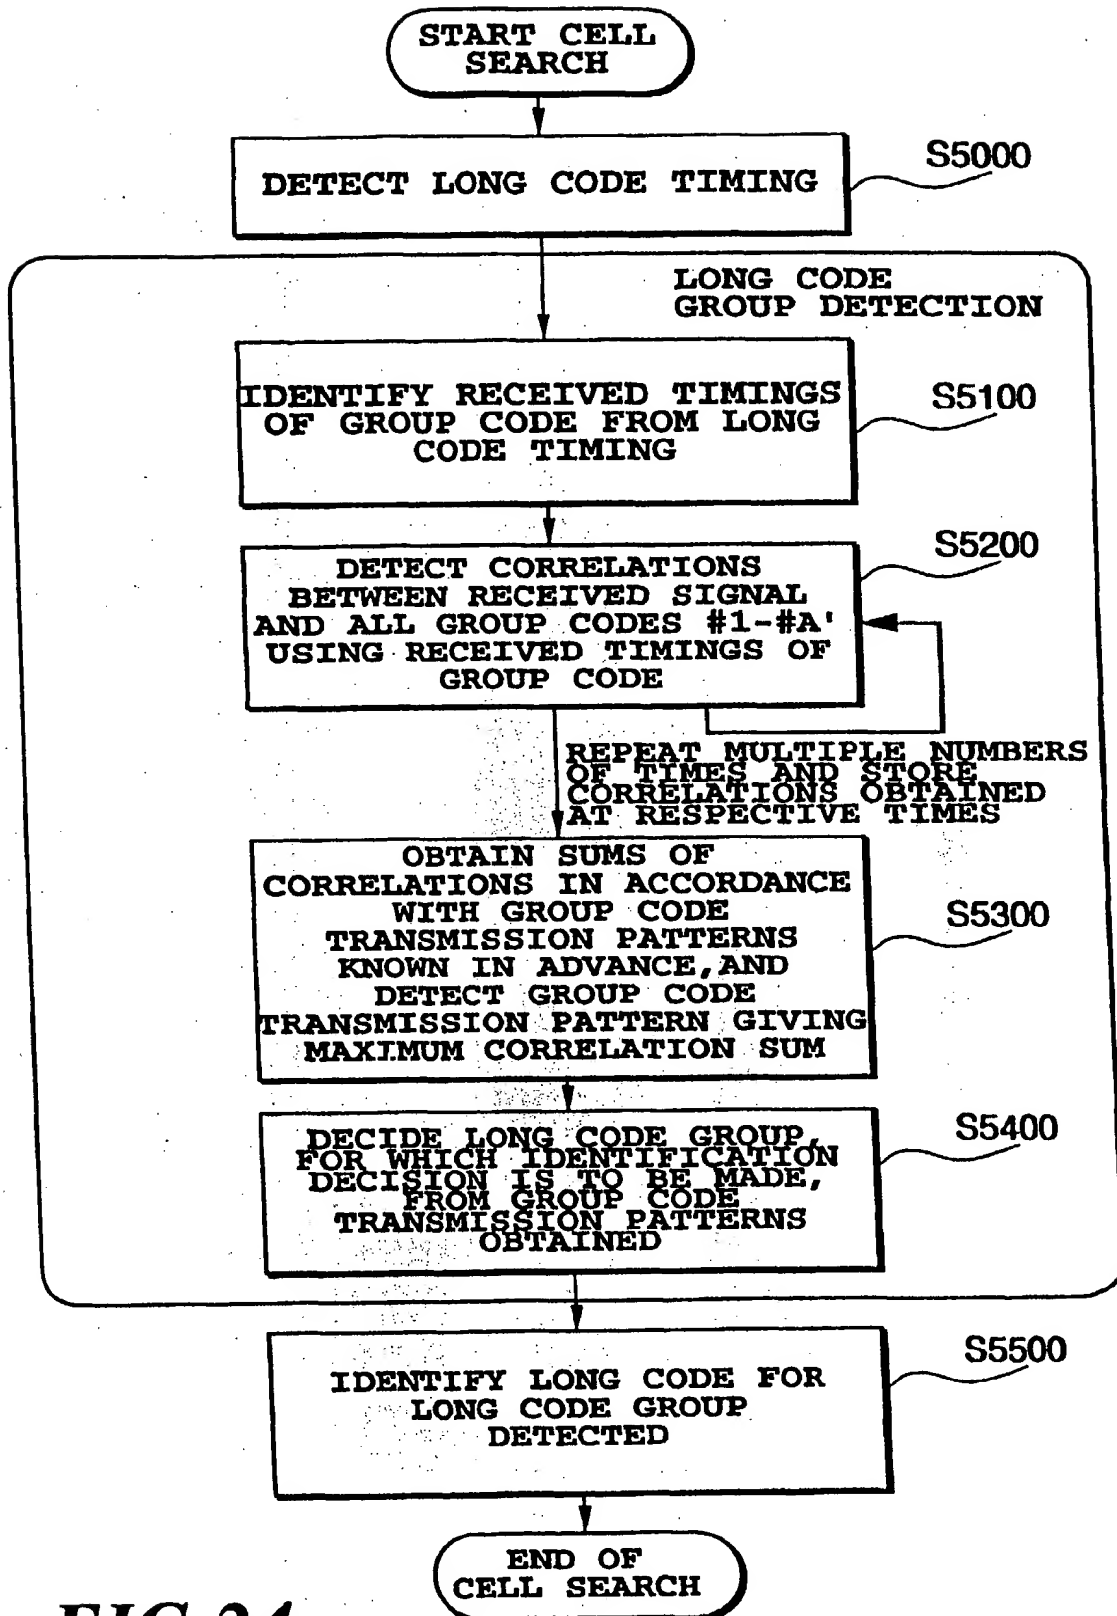 START CELL
SEARCH
DETECT LONG CODE TIMING
S5000
LONG CODE
GROUP DETECTION
IDENTIFY RECEIVED TIMINGS
OF GROUP CODE FROM LONG
CODE TIMING
S5100
DETECT CORRELATIONS
BETWEEN RECEIVED SIGNAL
AND ALL GROUP CODES #1-#A'
USING RECEIVED TIMINGS OF
GROUP CODE
S5200
REPEAT MULTIPLE NUMBERS
OF TIMES AND STORE
CORRELATIONS OBTAINED
AT RESPECTIVE TIMES
OBTAIN SUMS OF
CORRELATIONS IN ACCORDANCE
WITH GROUP CODE
TRANSMISSION PATTERNS
KNOWN IN ADVANCE,AND
DETECT GROUP CODE
TRANSMISSION PATTERN GIVING
MAXIMUM CORRELATION SUM
S5300
DECIDE LONG CODE GROUP,
FOR WHICH IDENTIFICATION
DECISION IS TO BE MADE,
FROM GROUP CODE
TRANSMISSION PATTERNS
OBTAINED
S5400
IDENTIFY LONG CODE FOR
LONG CODE GROUP
DETECTED
S5500
END OF
CELL SEARCH
FIG.24